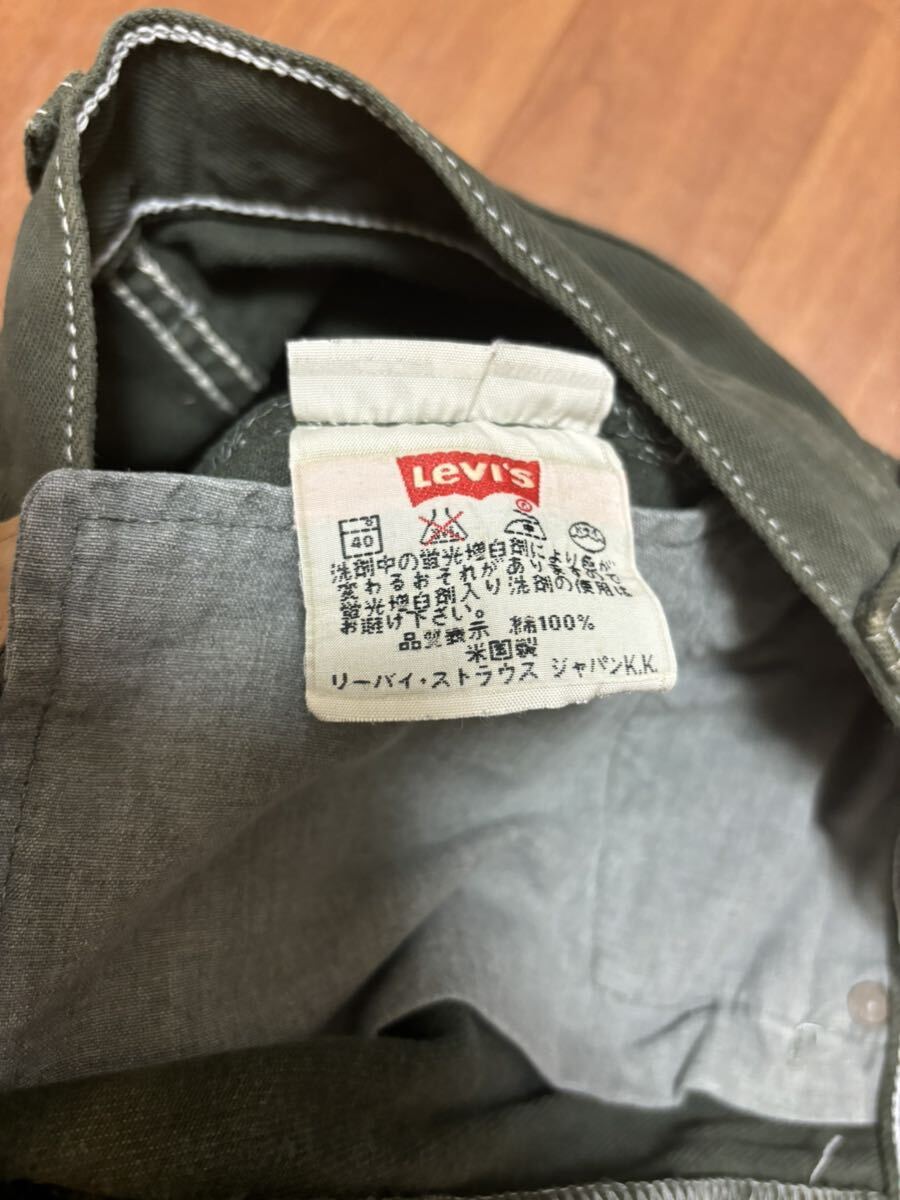 Levi's
®
40
洗剤中の蛍光増白剤により色が
変わるおそれがあり洗剤の使用は
蛍光増白剤入り
お避け下さい。
品質表示 綿100%
米国製
リーバイ・ストラウス ジャパンK.K.